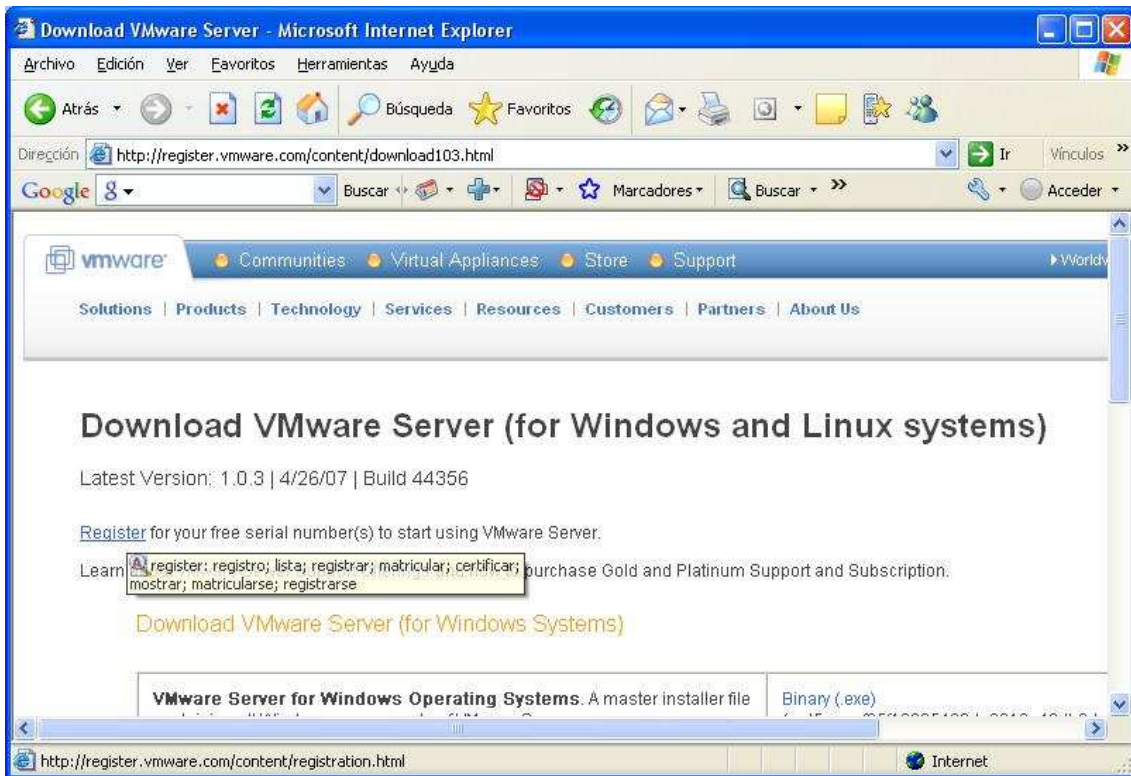 Download VMware Server - Microsoft Internet Explorer
Archivo Edición Ver Favoritos Herramientas Ayuda
Atrás Búsqueda Favoritos
Dirección http://register.vmware.com/content/download103.html Ir Vínculos »
Google Buscar Marcadores Buscar » Acceder
vmware Communities Virtual Appliances Store Support
Solutions | Products | Technology | Services | Resources | Customers | Partners | About Us
Download VMware Server (for Windows and Linux systems)
Latest Version: 1.0.3 | 4/26/07 | Build 44356
Register for your free serial number(s) to start using VMware Server.
register: registro; lista; registrar; matricular; certificar;
Learn purchase Gold and Platinum Support and Subscription.
mostrar; matricularse; registrarse
Download VMware Server (for Windows Systems)
VMware Server for Windows Operating Systems. A master installer file Binary (.exe)
http://register.vmware.com/content/registration.html Internet